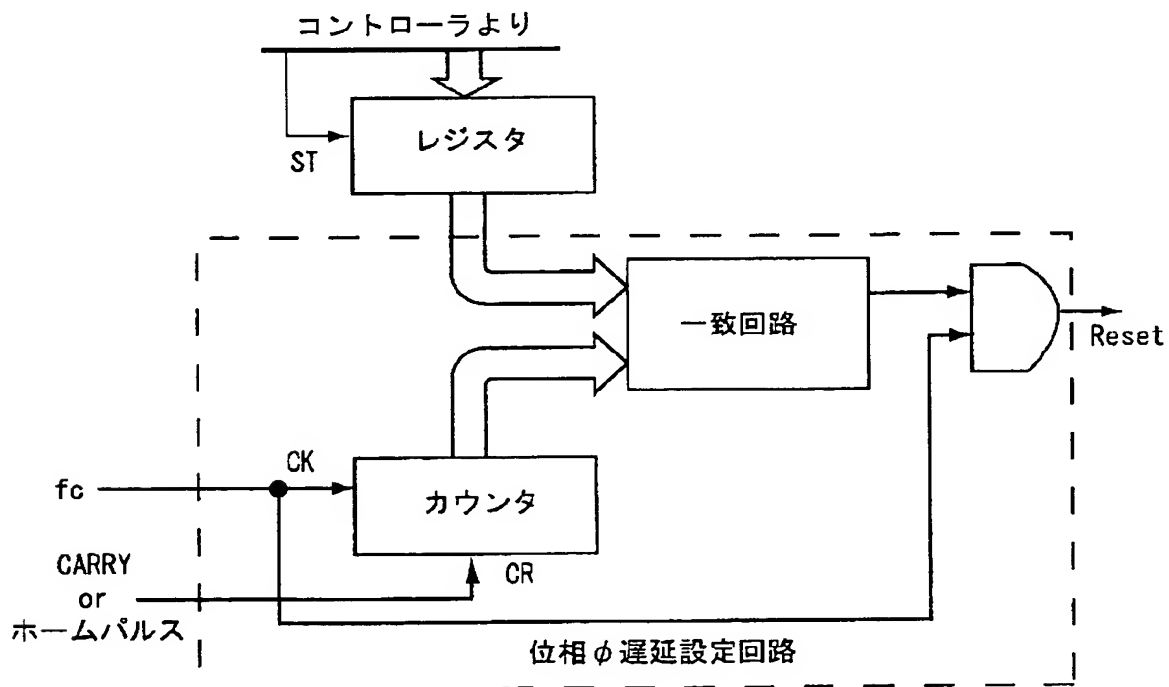 コントローラより
レジスタ
ST
一致回路
Reset
CK
fc
カウンタ
CARRY
or
ホームパルス
CR
位相φ遅延設定回路